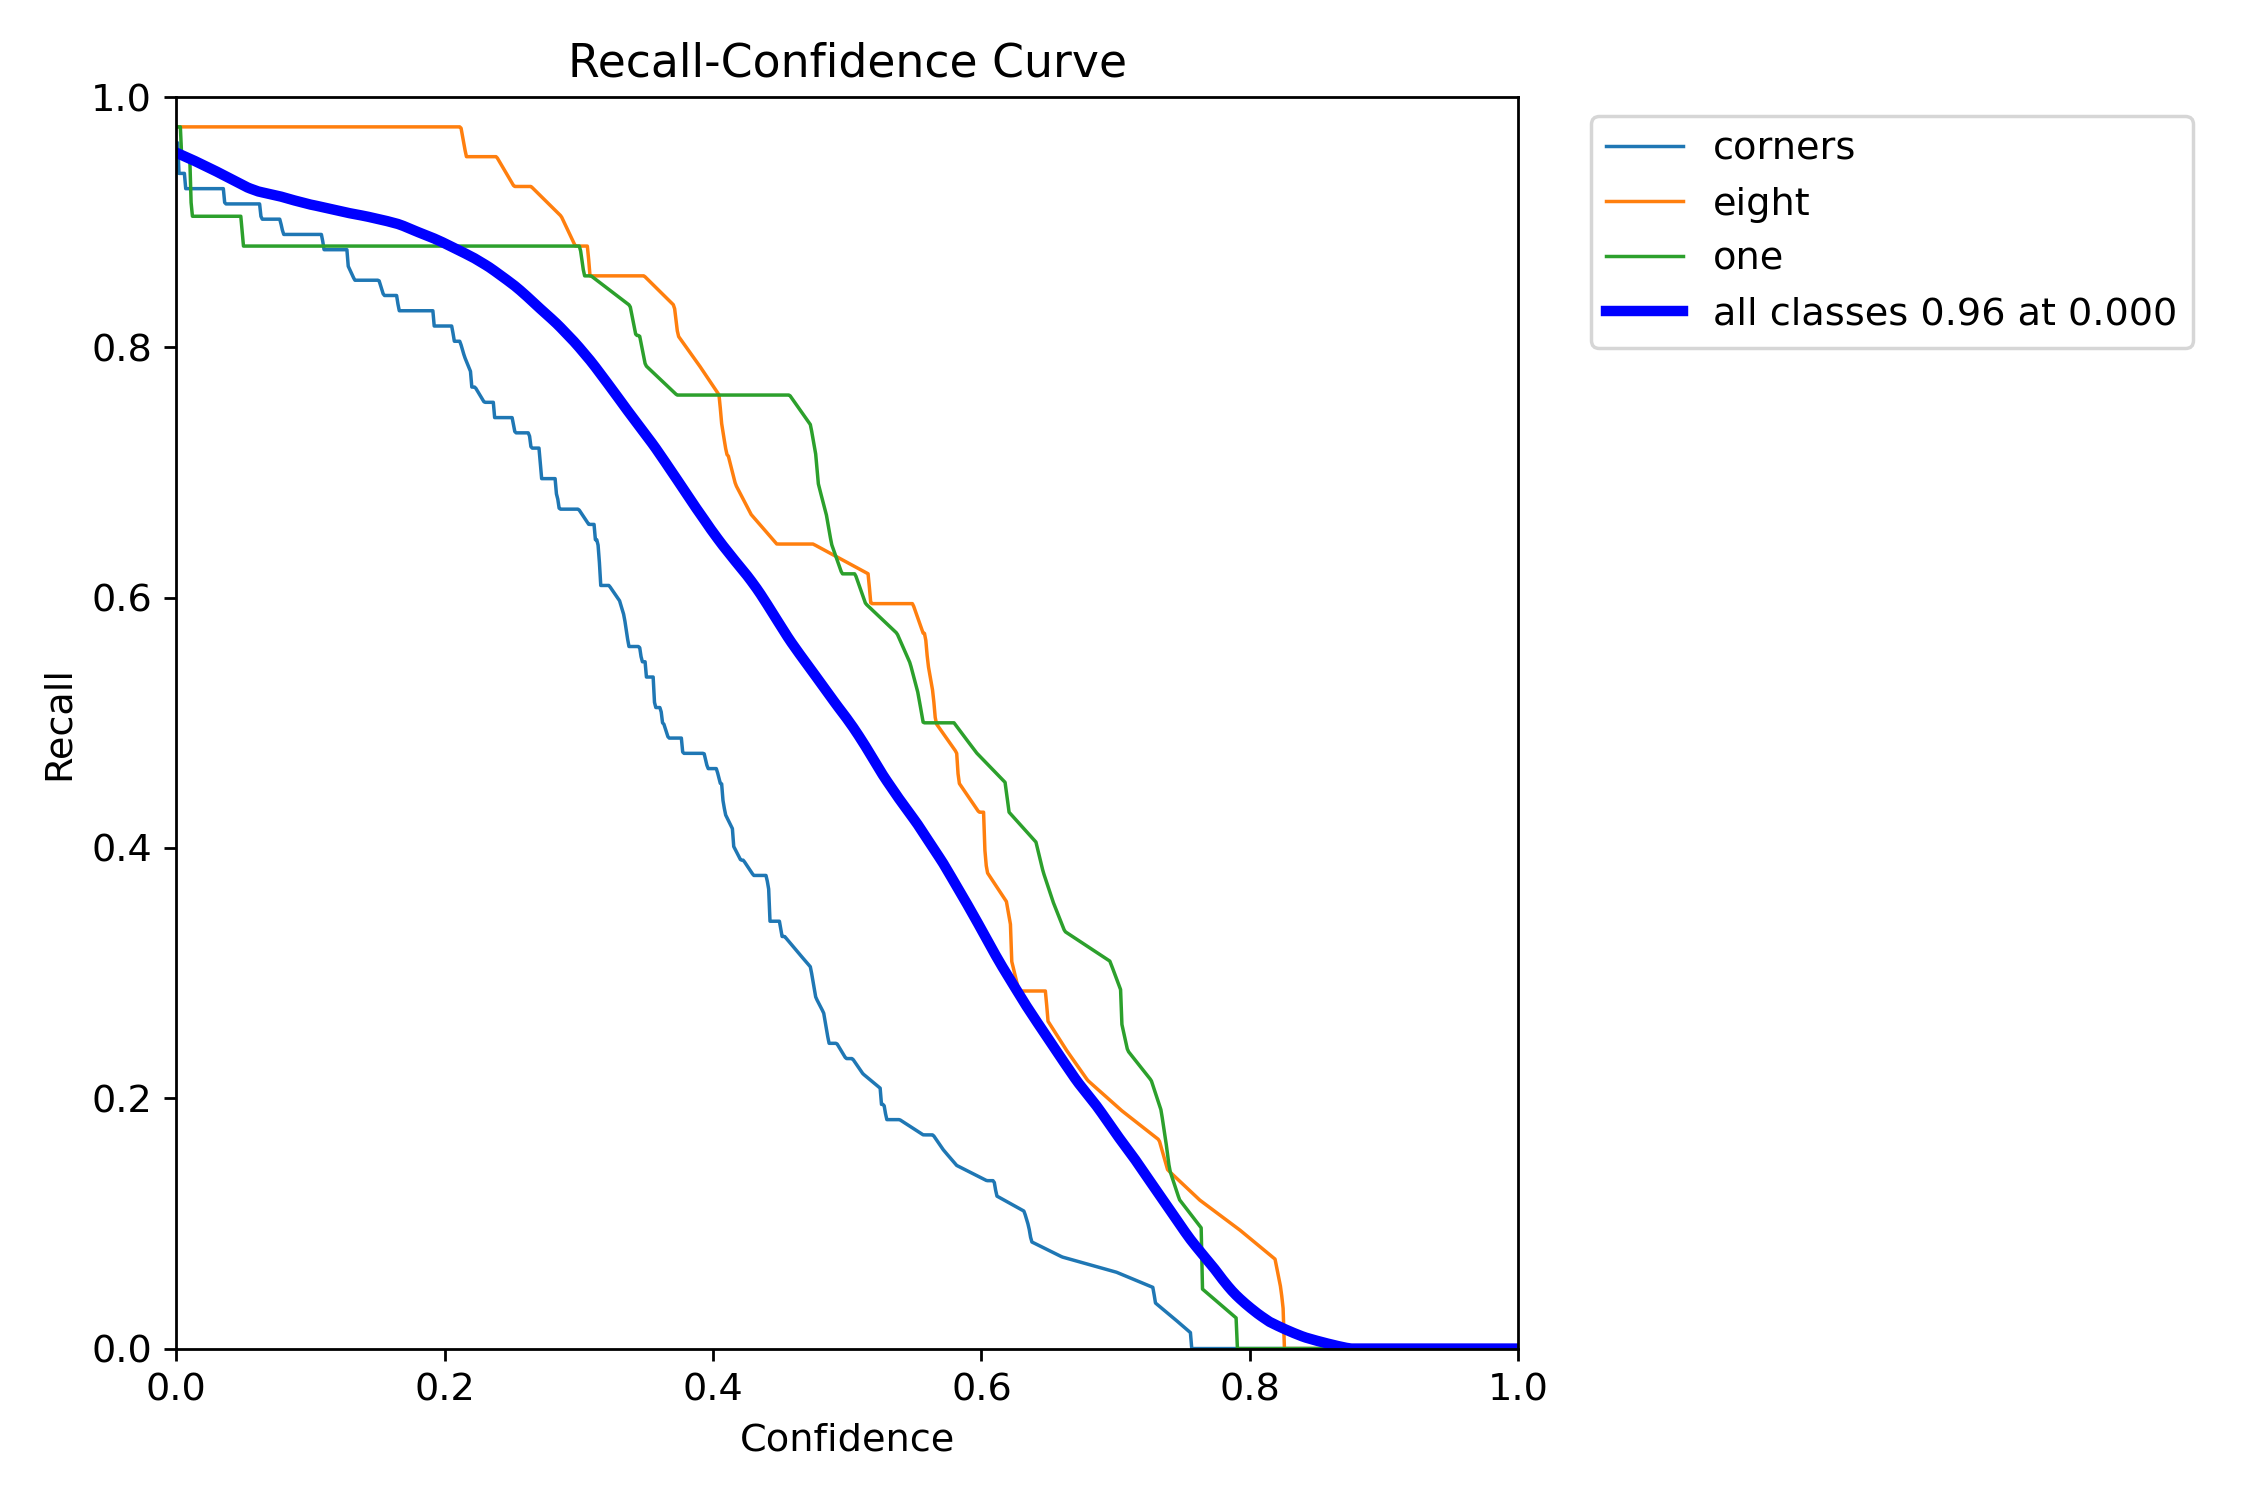 Recall-Confidence Curve
1.0
0.8
0.6
0.4
0.2
0.0
Recall
0.0 0.2 0.4 0.6 0.8 1.0
Confidence
corners
eight
one
all classes 0.96 at 0.000